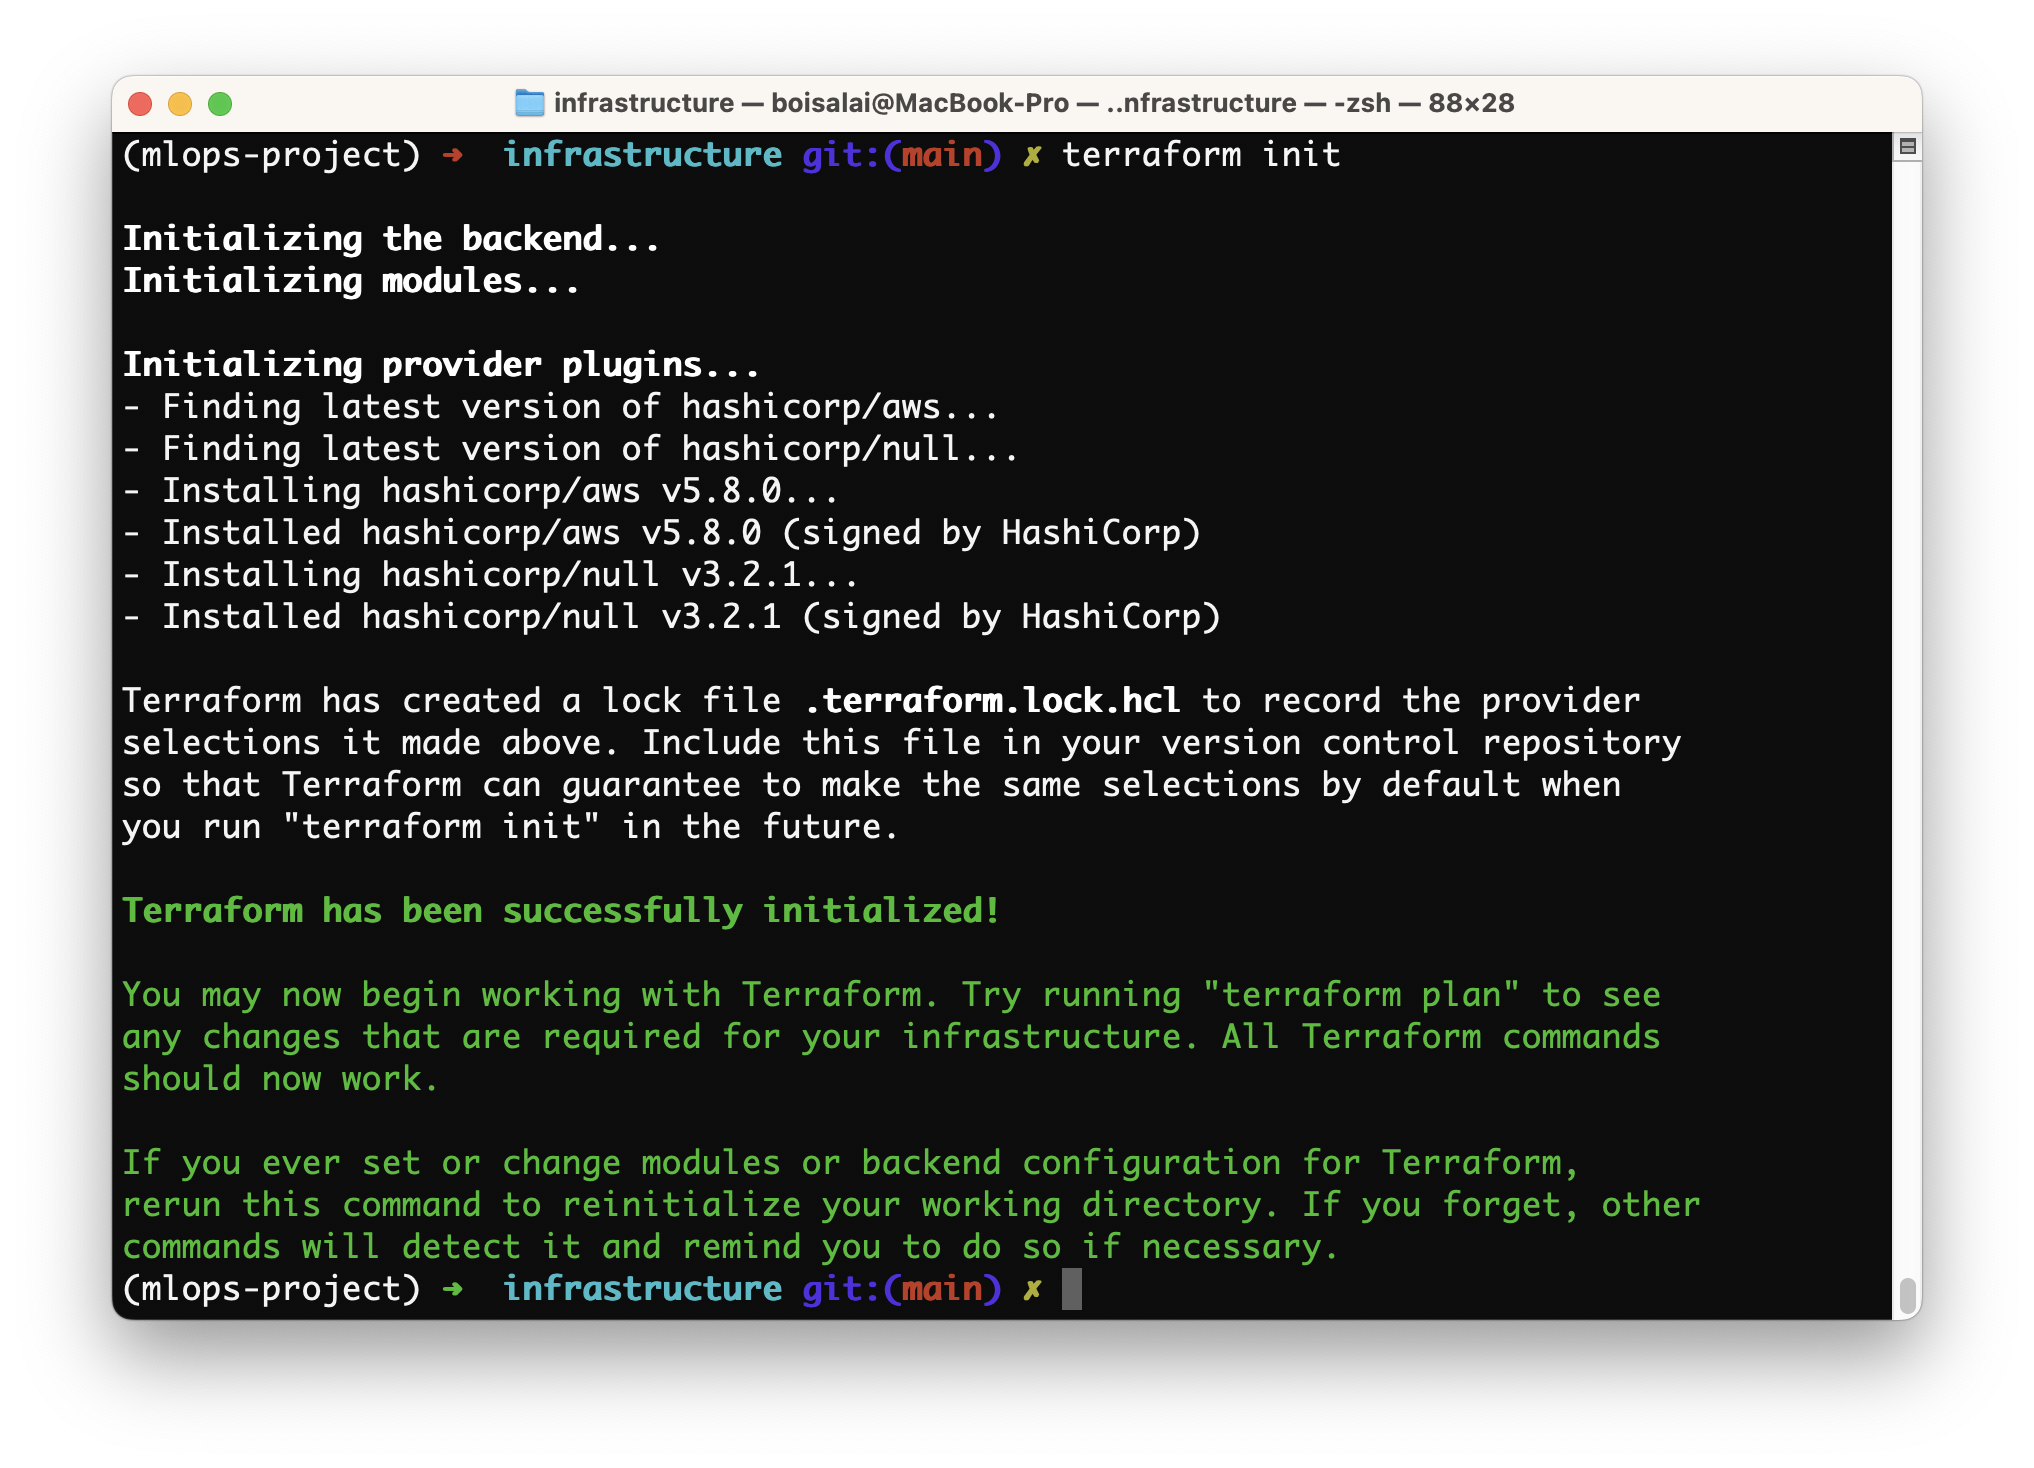 infrastructure — boisalai@MacBook-Pro — ..nfrastructure — -zsh — 88×28
(mlops-project) ➜  infrastructure git:(main) ✗ terraform init
Initializing the backend...
Initializing modules...
Initializing provider plugins...
- Finding latest version of hashicorp/aws...
- Finding latest version of hashicorp/null...
- Installing hashicorp/aws v5.8.0...
- Installed hashicorp/aws v5.8.0 (signed by HashiCorp)
- Installing hashicorp/null v3.2.1...
- Installed hashicorp/null v3.2.1 (signed by HashiCorp)
Terraform has created a lock file .terraform.lock.hcl to record the provider
selections it made above. Include this file in your version control repository
so that Terraform can guarantee to make the same selections by default when
you run "terraform init" in the future.
Terraform has been successfully initialized!
You may now begin working with Terraform. Try running "terraform plan" to see
any changes that are required for your infrastructure. All Terraform commands
should now work.
If you ever set or change modules or backend configuration for Terraform,
rerun this command to reinitialize your working directory. If you forget, other
commands will detect it and remind you to do so if necessary.
(mlops-project) ➜  infrastructure git:(main) ✗